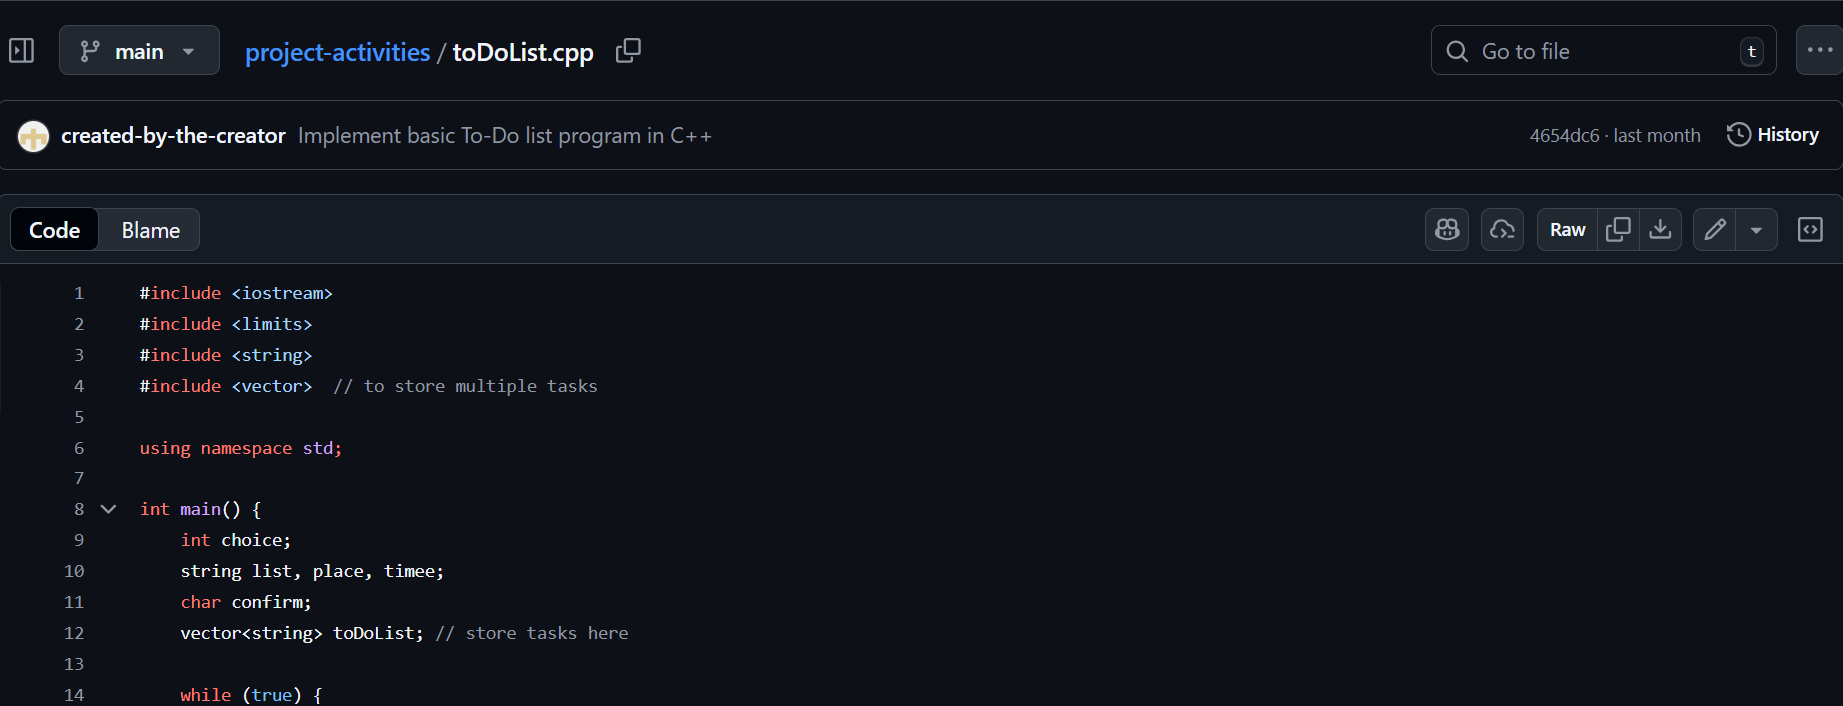 main project-activities / toDoList.cpp Go to file t
created-by-the-creator Implement basic To-Do list program in C++ 4654dc6 · last month History
Code Blame Raw
1 #include <iostream>
2 #include <limits>
3 #include <string>
4 #include <vector>  // to store multiple tasks
5
6 using namespace std;
7
8 int main() {
9     int choice;
10     string list, place, timee;
11     char confirm;
12     vector<string> toDoList; // store tasks here
13
14     while (true) {